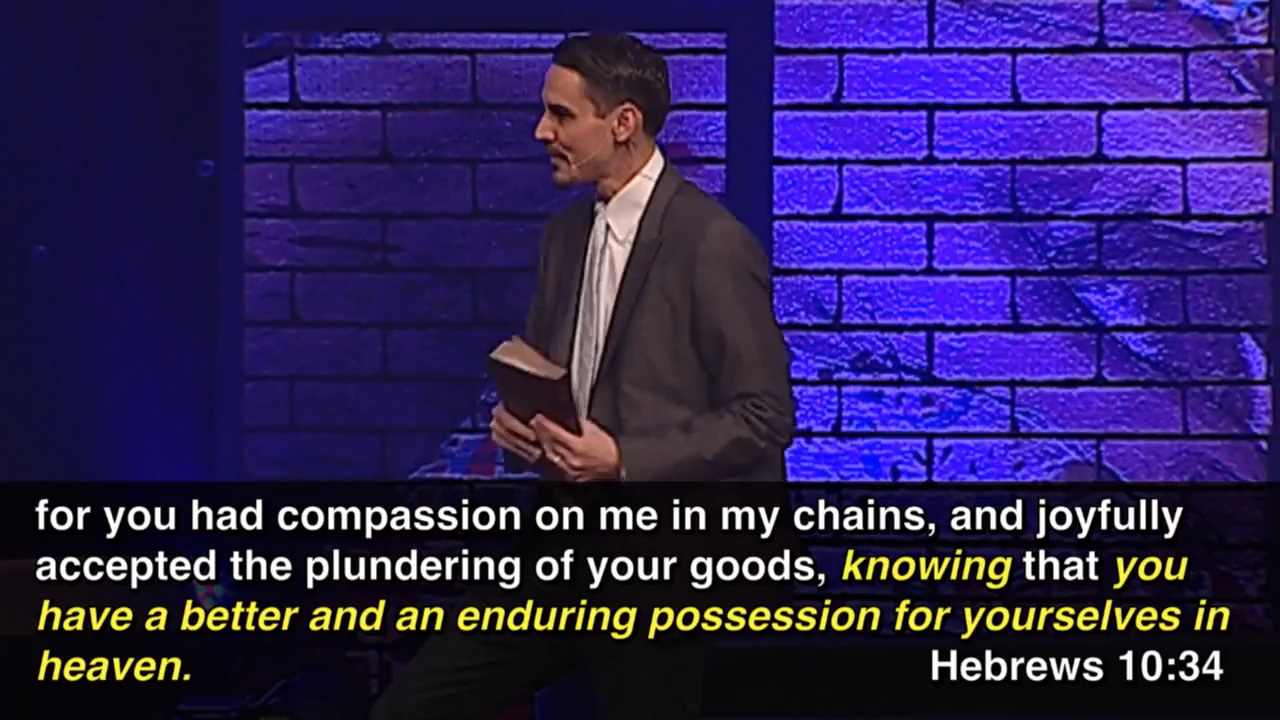 for you had compassion on me in my chains, and joyfully
accepted the plundering of your goods, knowing that you
have a better and an enduring possession for yourselves in
heaven.
Hebrews 10:34